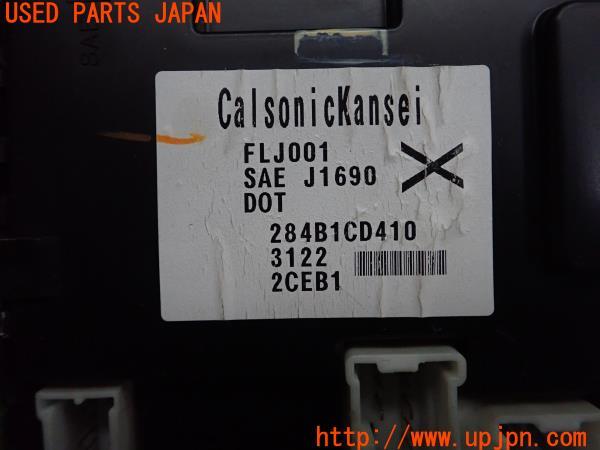 USED PARTS JAPAN
CalsonicKansei
FLJ001
SAE J1690
DOT
284B1CD410
3122
2CEB1
http://www.upjpn.com/